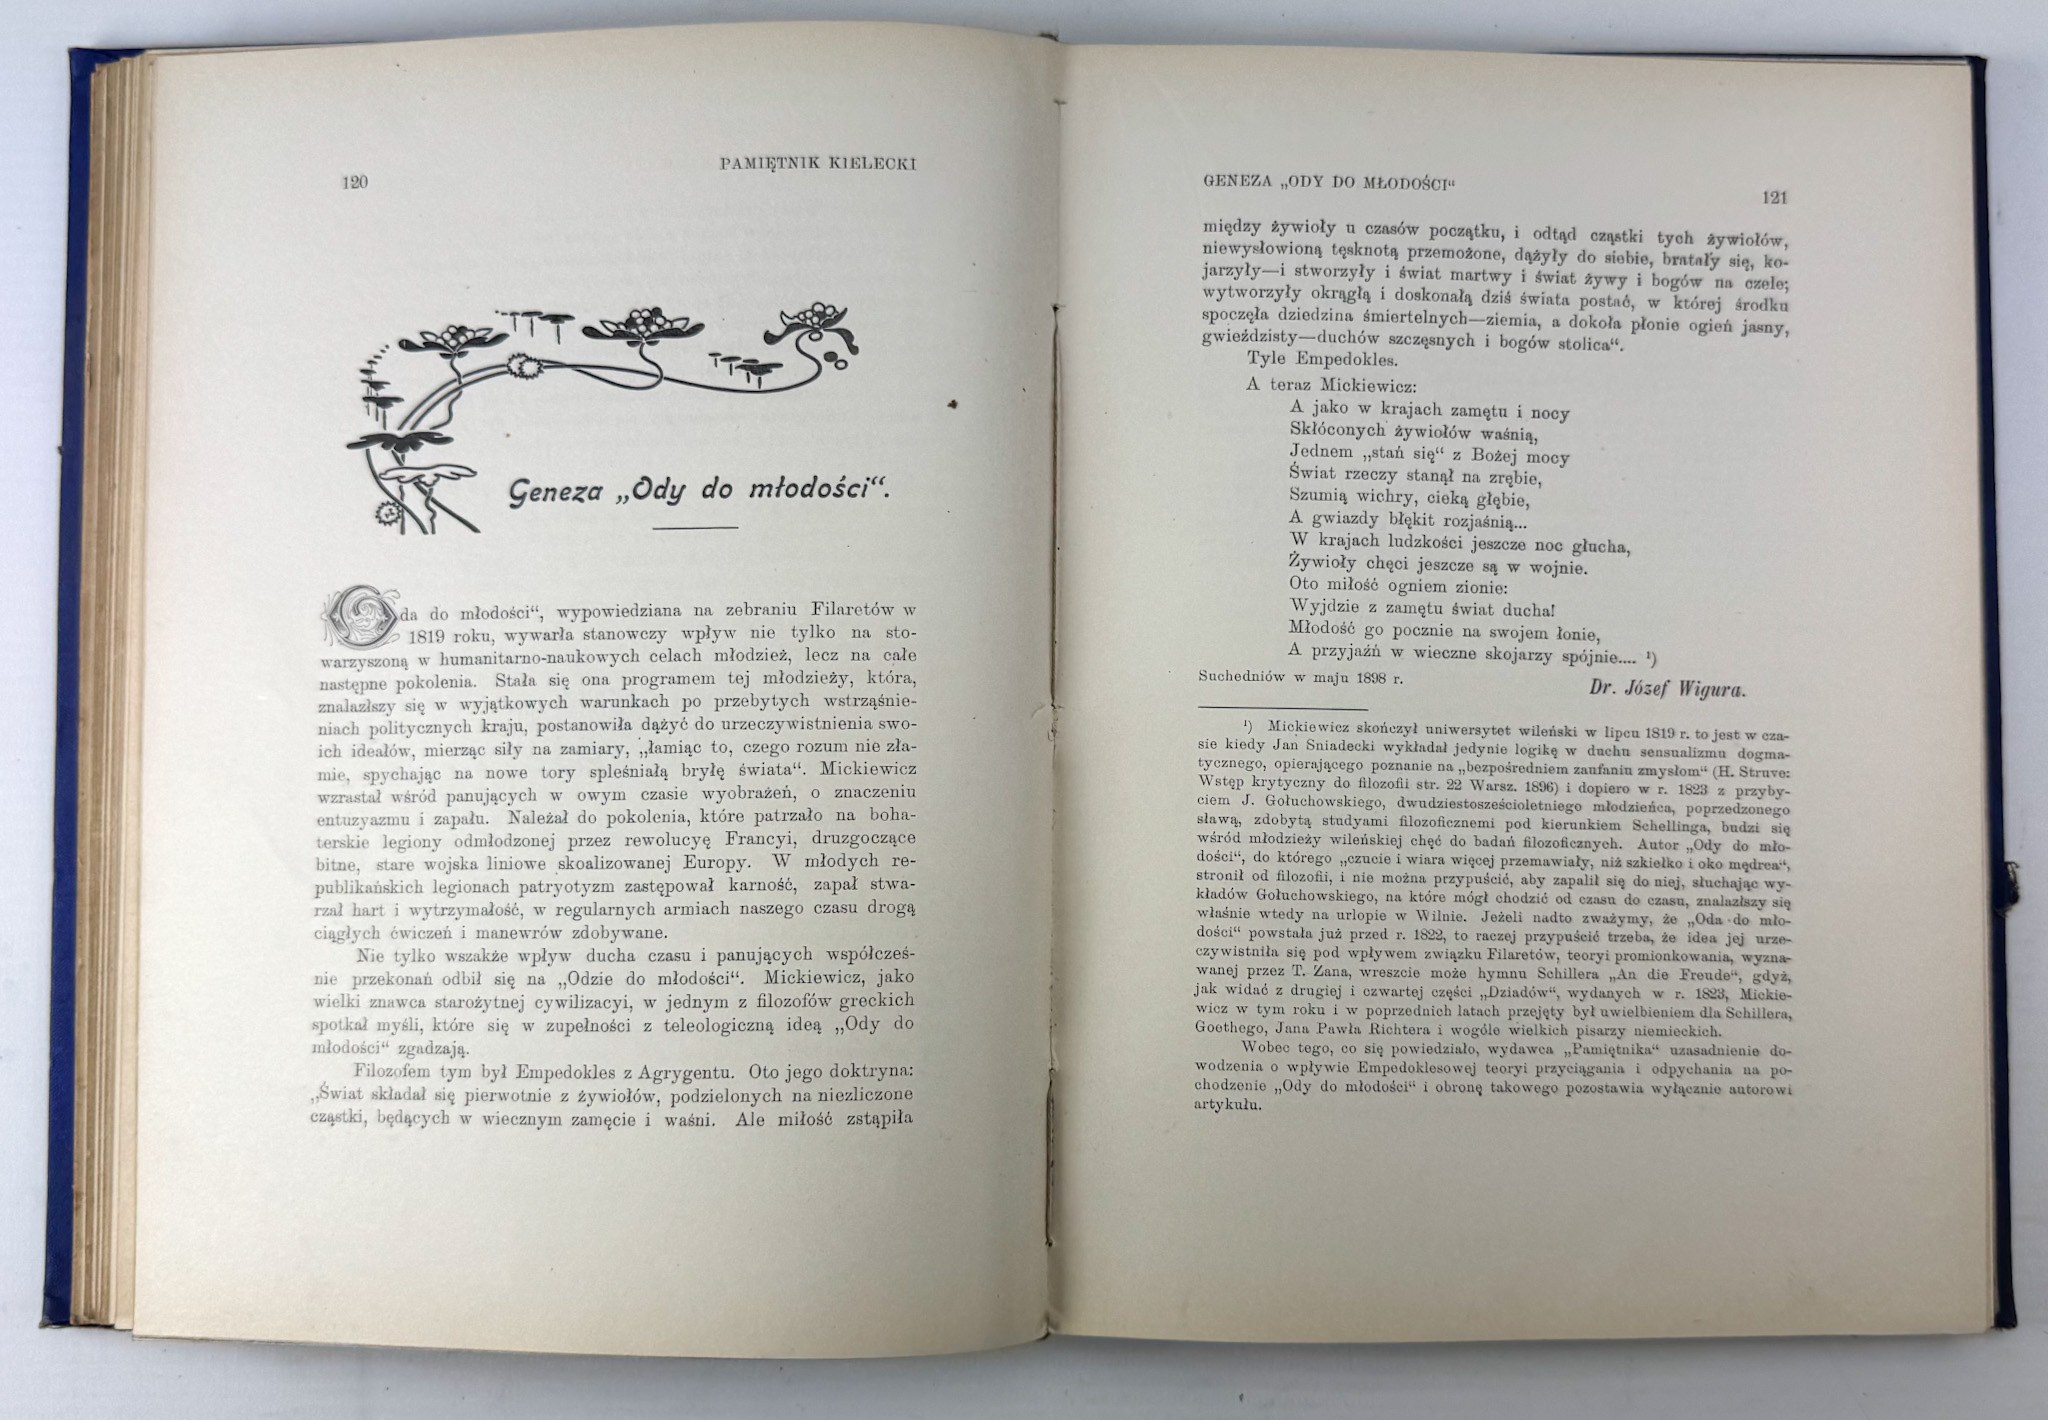 120
PAMIĘTNIK KIELECKI
Geneza „Ody do młodości“.
Oda do młodości“, wypowiedziana na zebraniu Filaretów w
1819 roku, wywarła stanowczy wpływ nie tylko na sto-
warzyszoną w humanitarno-naukowych celach młodzież, lecz na całe
następne pokolenia. Stała się ona programem tej młodzieży, która,
znalazłszy się w wyjątkowych warunkach po przebytych wstrząśnie-
niach politycznych kraju, postanowiła dążyć do urzeczywistnienia swo-
ich ideałów, mierząc siły na zamiary, „łamiąc to, czego rozum nie zła-
mie, spychając na nowe tory spleśniałą bryłę świata“. Mickiewicz
wzrastał wśród panujących w owym czasie wyobrażeń, o znaczeniu
entuzyazmu i zapału. Należał do pokolenia, które patrzało na boha-
terskie legiony odmłodzonej przez rewolucyę Francyi, druzgoczące
bitne, stare wojska liniowe skoalizowanej Europy. W młodych re-
publikańskich legionach patryotyzm zastępował karność, zapał stwa-
rzał hart i wytrzymałość, w regularnych armiach naszego czasu drogą
ciągłych ćwiczeń i manewrów zdobywane.
Nie tylko wszakże wpływ ducha czasu i panujących współcześ-
nie przekonań odbił się na „Odzie do młodości“. Mickiewicz, jako
wielki znawca starożytnej cywilizacyi, w jednym z filozofów greckich
spotkał myśli, które się w zupełności z teleologiczną ideą „Ody do
młodości“ zgadzają.
Filozofem tym był Empedokles z Agrygentu. Oto jego doktryna:
„Świat składał się pierwotnie z żywiołów, podzielonych na niezliczone
cząstki, będących w wiecznym zamęcie i waśni. Ale miłość zstąpiła
GENEZA „ODY DO MŁODOŚCI“
121
między żywioły u czasów początku, i odtąd cząstki tych żywiołów,
niewysłowioną tęsknotą przemożone, dążyły do siebie, bratały się, ko-
jarzyły—i stworzyły i świat martwy i świat żywy i bogów na czele;
wytworzyły okrągłą i doskonałą dziś świata postać, w której środku
spoczęła dziedzina śmiertelnych—ziemia, a dokoła płonie ogień jasny,
gwieździsty—duchów szczęsnych i bogów stolica“.
Tyle Empedokles.
A teraz Mickiewicz:
A jako w krajach zamętu i nocy
Skłóconych żywiołów waśnią,
Jednem „stań się“ z Bożej mocy
Świat rzeczy stanął na zrębie,
Szumią wichry, cieką głębie,
A gwiazdy błękit rozjaśnią...
W krajach ludzkości jeszcze noc głucha,
Żywioły chęci jeszcze są w wojnie.
Oto miłość ogniem zionie:
Wyjdzie z zamętu świat ducha!
Młodość go pocznie na swojem łonie,
A przyjaźń w wieczne skojarzy spójnie.... ¹)
Suchedniów w maju 1898 r.
Dr. Józef Wigura.
¹) Mickiewicz skończył uniwersytet wileński w lipcu 1819 r. to jest w cza-
sie kiedy Jan Sniadecki wykładał jedynie logikę w duchu sensualizmu dogma-
tycznego, opierającego poznanie na „bezpośredniem zaufaniu zmysłom“ (H. Struve:
Wstęp krytyczny do filozofii str. 22 Warsz. 1896) i dopiero w r. 1823 z przyby-
ciem J. Gołuchowskiego, dwudziestosześcioletniego młodzieńca, poprzedzonego
sławą, zdobytą studyami filozoficznemi pod kierunkiem Schellinga, budzi się
wśród młodzieży wileńskiej chęć do badań filozoficznych. Autor „Ody do mło-
dości“, do którego „czucie i wiara więcej przemawiały, niż szkiełko i oko mędrca“,
stronił od filozofii, i nie można przypuścić, aby zapalił się do niej, słuchając wy-
kładów Gołuchowskiego, na które mógł chodzić od czasu do czasu, znalazłszy się
właśnie wtedy na urlopie w Wilnie. Jeżeli nadto zważymy, że „Oda do mło-
dości“ powstała już przed r. 1822, to raczej przypuścić trzeba, że idea jej urze-
czywistniła się pod wpływem związku Filaretów, teoryi promionkowania, wyzna-
wanej przez T. Zana, wreszcie może hymnu Schillera „An die Freude“, gdyż,
jak widać z drugiej i czwartej części „Dziadów“, wydanych w r. 1823, Mickie-
wicz w tym roku i w poprzednich latach przejęty był uwielbieniem dla Schillera,
Goethego, Jana Pawła Richtera i wogóle wielkich pisarzy niemieckich.
Wobec tego, co się powiedziało, wydawca „Pamiętnika“ uzasadnienie do-
wodzenia o wpływie Empedoklesowej teoryi przyciągania i odpychania na po-
chodzenie „Ody do młodości“ i obronę takowego pozostawia wyłącznie autorowi
artykułu.